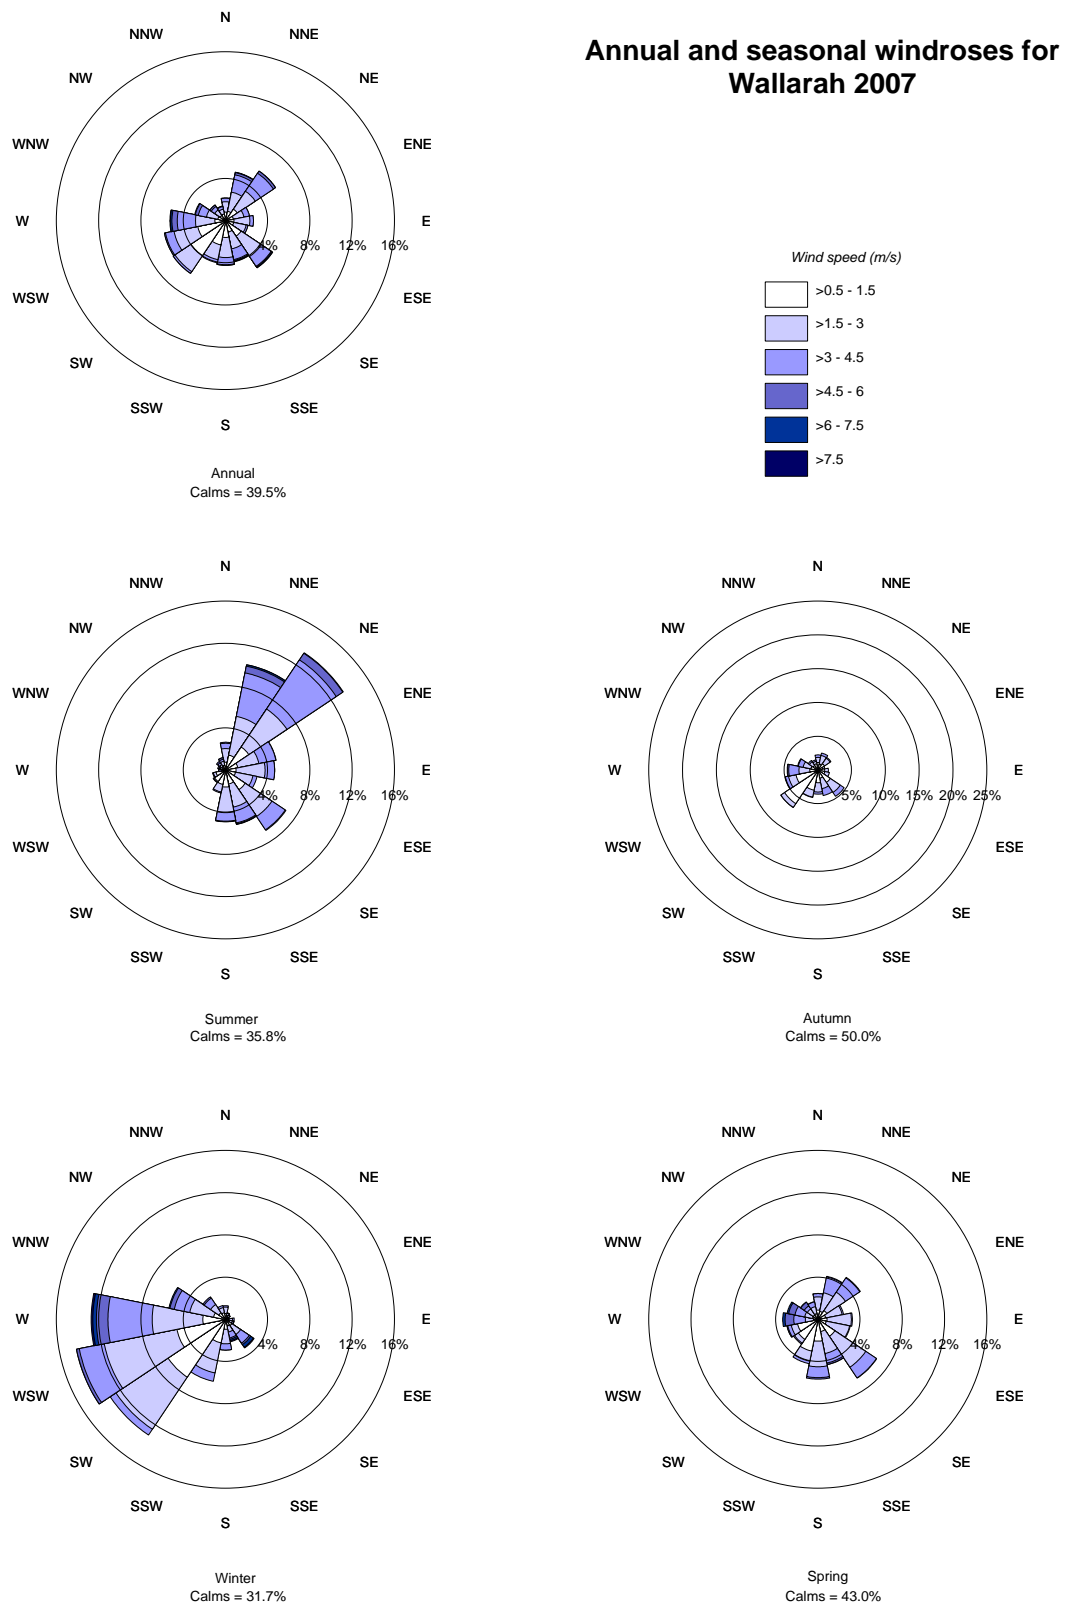 Annual and seasonal windroses for
Wallarah 2007
N
NNW
NNE
NW
NE
WNW
ENE
W
E
4%
8%
12%
16%
WSW
ESE
SW
SE
SSW
SSE
S
Annual
Calms = 39.5%
Wind speed (m/s)
>0.5 - 1.5
>1.5 - 3
>3 - 4.5
>4.5 - 6
>6 - 7.5
>7.5
N
NNW
NNE
NW
NE
WNW
ENE
W
E
4%
8%
12%
16%
WSW
ESE
SW
SE
SSW
SSE
S
Summer
Calms = 35.8%
N
NNW
NNE
NW
NE
WNW
ENE
W
E
5%
10%
15%
20%
25%
WSW
ESE
SW
SE
SSW
SSE
S
Autumn
Calms = 50.0%
N
NNW
NNE
NW
NE
WNW
ENE
W
E
4%
8%
12%
16%
WSW
ESE
SW
SE
SSW
SSE
S
Winter
Calms = 31.7%
N
NNW
NNE
NW
NE
WNW
ENE
W
E
4%
8%
12%
16%
WSW
ESE
SW
SE
SSW
SSE
S
Spring
Calms = 43.0%